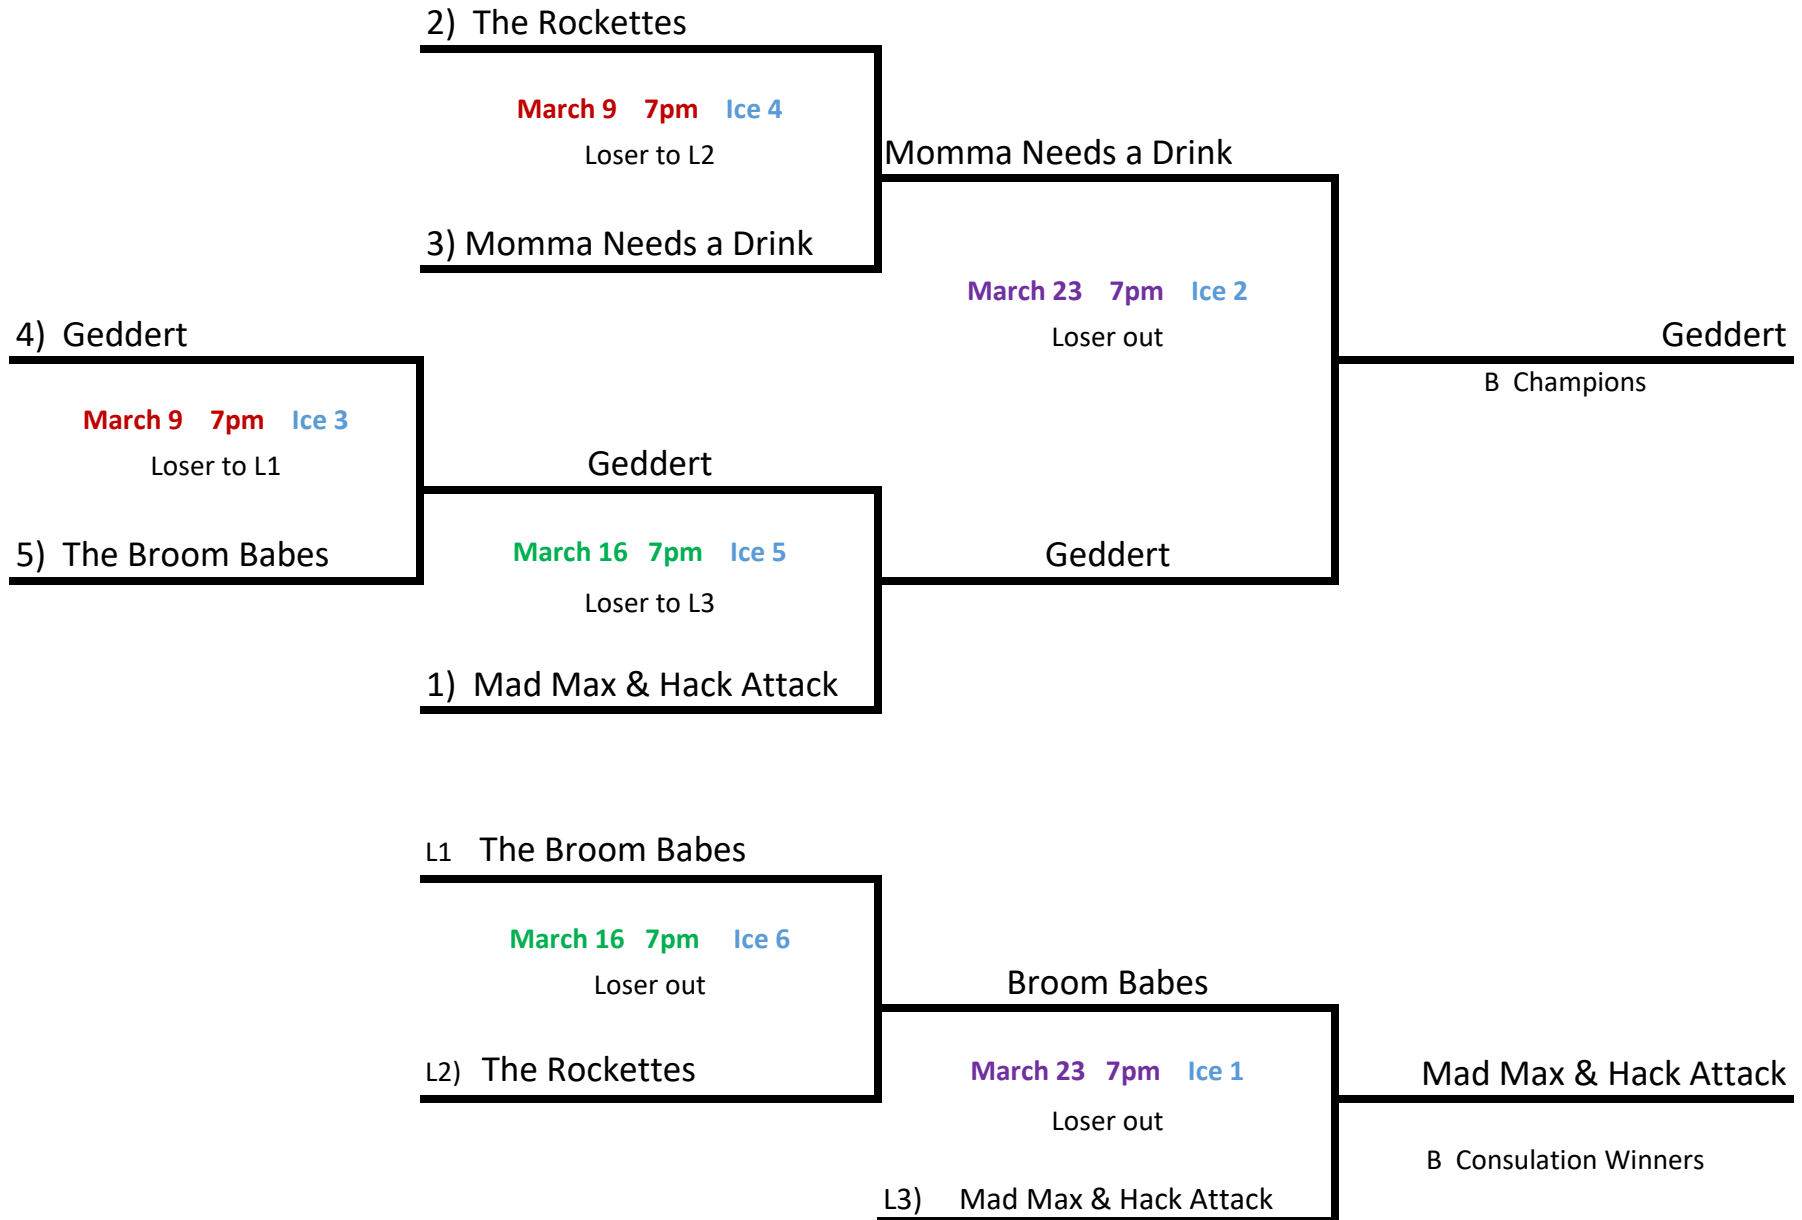 2) The Rockettes
March 9 7pm Ice 4
Loser to L2
Momma Needs a Drink
3) Momma Needs a Drink
March 23 7pm Ice 2
Loser out
4) Geddert
Geddert
B Champions
March 9 7pm Ice 3
Loser to L1
Geddert
5) The Broom Babes
March 16 7pm Ice 5
Geddert
Loser to L3
1) Mad Max & Hack Attack
L1 The Broom Babes
March 16 7pm Ice 6
Loser out
Broom Babes
L2) The Rockettes
March 23 7pm Ice 1
Mad Max & Hack Attack
Loser out
B Consulation Winners
L3) Mad Max & Hack Attack